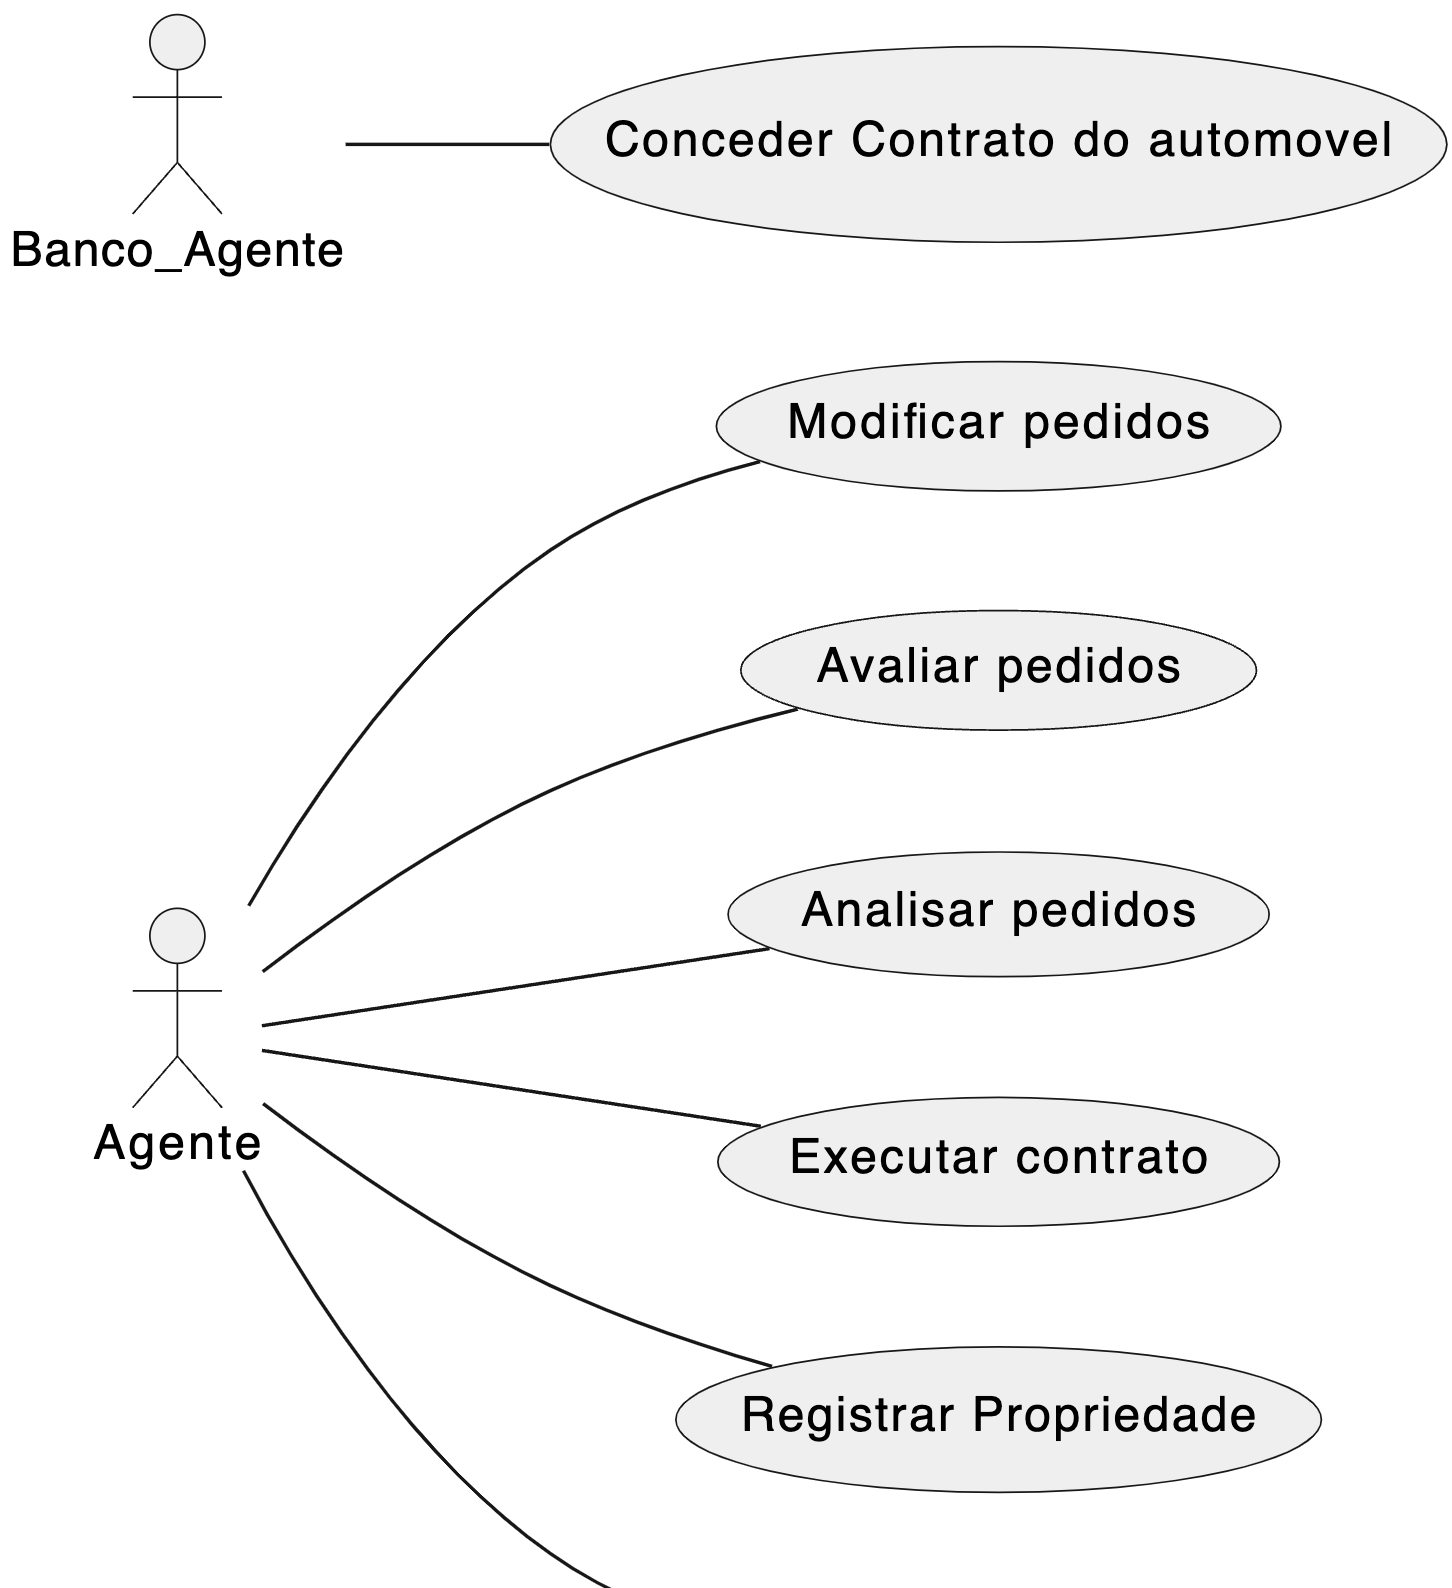 Conceder Contrato do automovel
Banco_Agente
Modificar pedidos
Avaliar pedidos
Analisar pedidos
Agente
Executar contrato
Registrar Propriedade